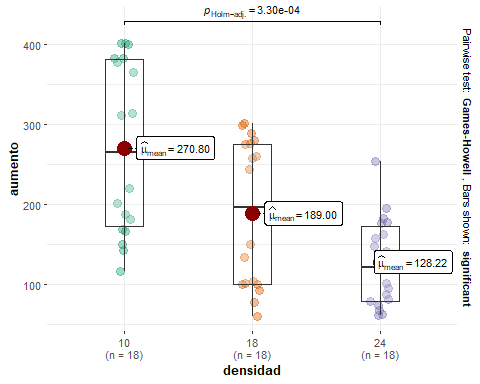 pHolm-adj. = 3.30e-04
400
300
200
100
aumento
μ̂mean = 270.80
μ̂mean = 189.00
μ̂mean = 128.22
10
(n = 18)
18
(n = 18)
24
(n = 18)
densidad
Pairwise test: Games-Howell , Bars shown: significant